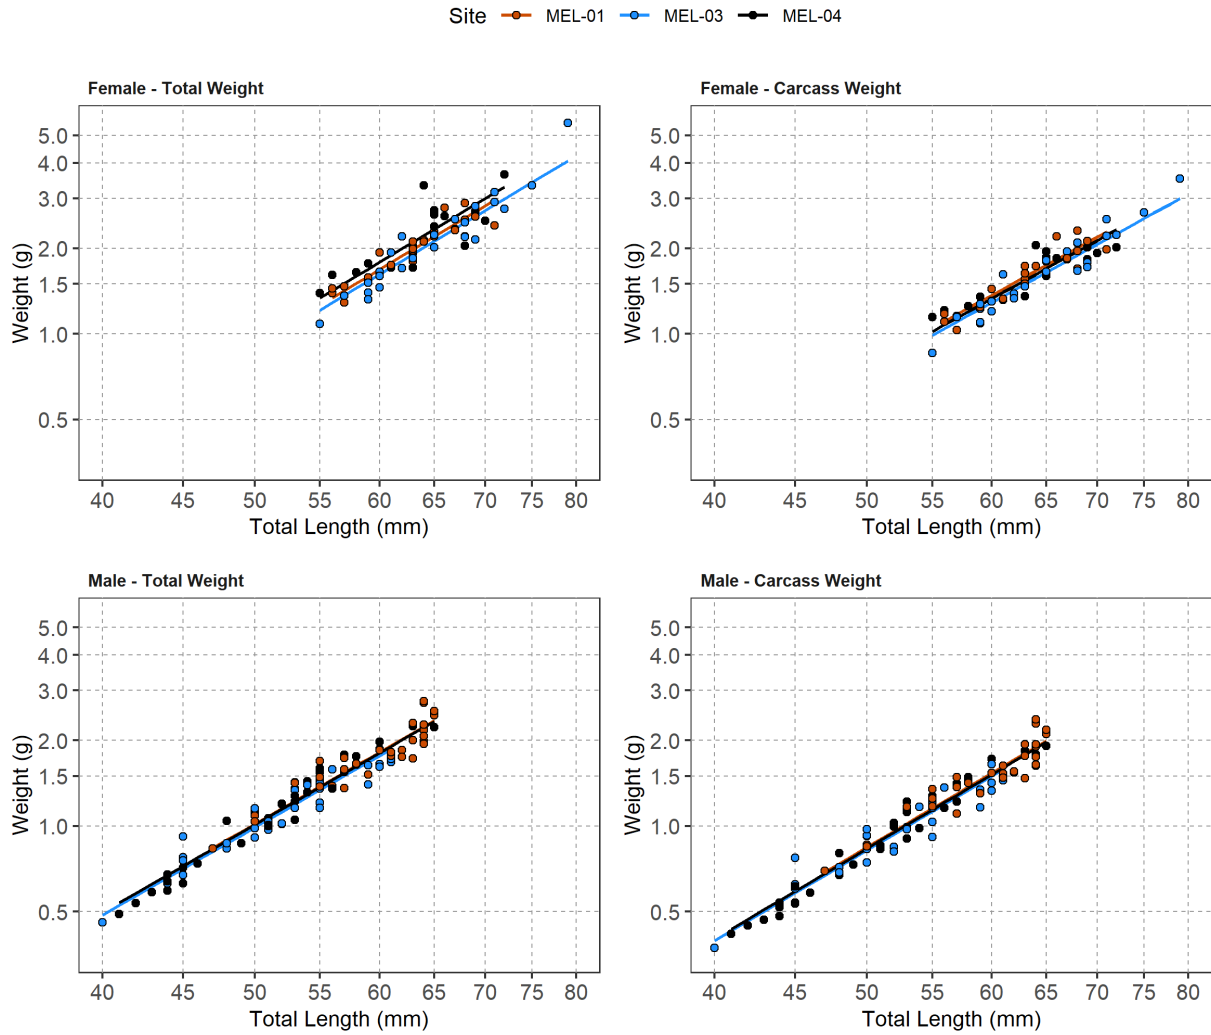 Site MEL-01 MEL-03 MEL-04
Female - Total Weight
Weight (g)
5.0
4.0
3.0
2.0
1.5
1.0
0.5
40 45 50 55 60 65 70 75 80
Total Length (mm)
Female - Carcass Weight
Weight (g)
5.0
4.0
3.0
2.0
1.5
1.0
0.5
40 45 50 55 60 65 70 75 80
Total Length (mm)
Male - Total Weight
Weight (g)
5.0
4.0
3.0
2.0
1.5
1.0
0.5
40 45 50 55 60 65 70 75 80
Total Length (mm)
Male - Carcass Weight
Weight (g)
5.0
4.0
3.0
2.0
1.5
1.0
0.5
40 45 50 55 60 65 70 75 80
Total Length (mm)